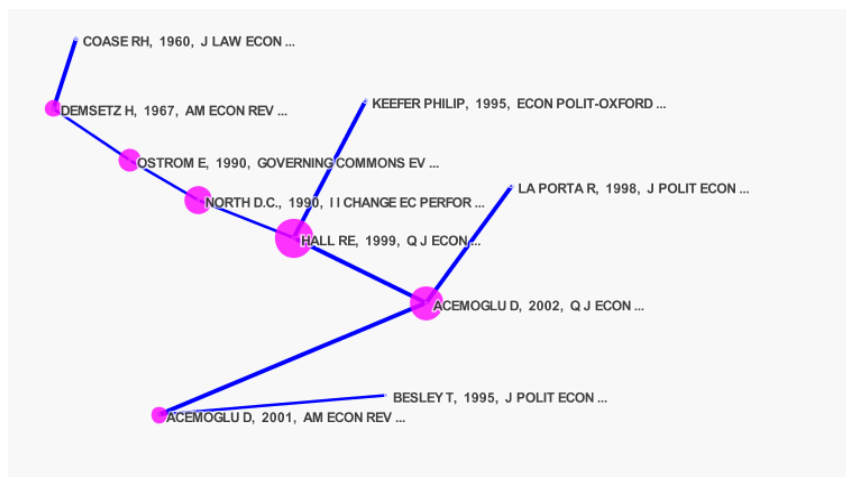 COASE RH, 1960, J LAW ECON ...
KEEFER PHILIP, 1995, ECON POLIT-OXFORD ...
DEMSETZ H, 1967, AM ECON REV ...
OSTROM E, 1990, GOVERNING COMMONS EV ...
LA PORTA R, 1998, J POLIT ECON ...
NORTH D.C., 1990, I I CHANGE EC PERFOR ...
HALL RE, 1999, Q J ECON ...
ACEMOGLU D, 2002, Q J ECON ...
BESLEY T, 1995, J POLIT ECON ...
ACEMOGLU D, 2001, AM ECON REV ...